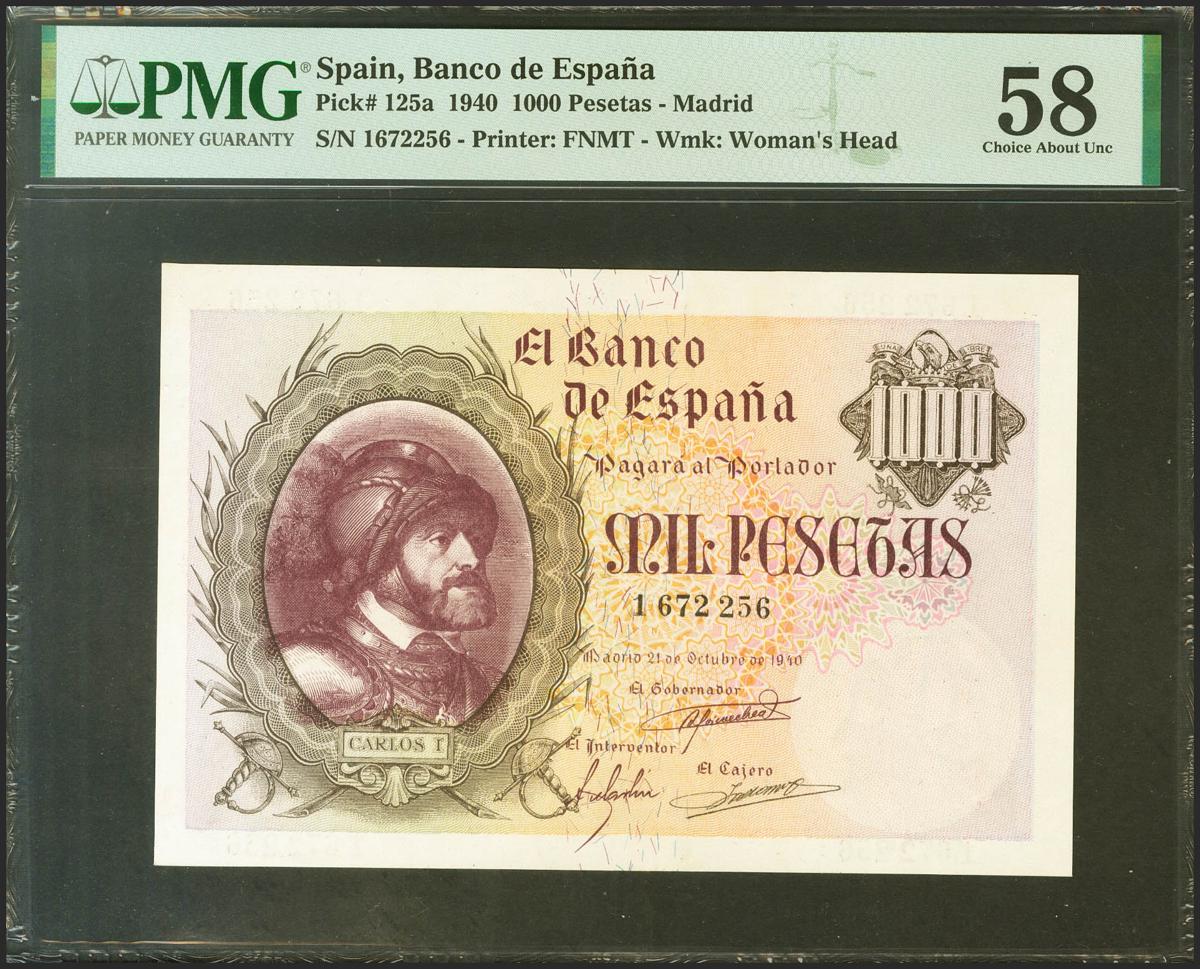 PMG® Spain, Banco de España
Pick# 125a 1940 1000 Pesetas - Madrid
PAPER MONEY GUARANTY S/N 1672256 - Printer: FNMT - Wmk: Woman's Head
58
Choice About Unc
El Banco
de España
UNA LIBRE
1000
Pagará al Portador
MIL PESETAS
1 672 256
Madrid 21 de Octubre de 1940
El Gobernador
CARLOS I
El Interventor
El Cajero